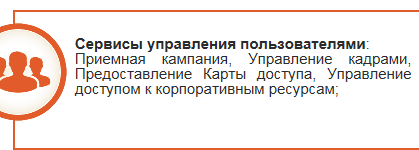 Сервисы управления пользователями:
Приемная кампания, Управление кадрами,
Предоставление Карты доступа, Управление
доступом к корпоративным ресурсам;